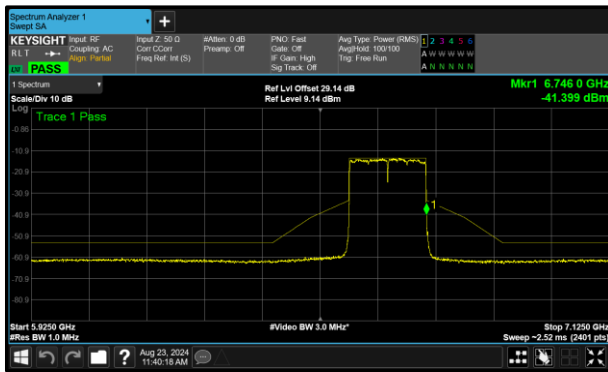 Spectrum Analyzer 1
Swept SA
KEYSIGHT
RLT
PASS
Input: RF
Coupling: AC
Align: Partial
Input Z: 50 Ω
Corr CCorr
Freq Ref: Int (S)
#Atten: 0 dB
Preamp: Off
PNO: Fast
Gate: Off
IF Gain: High
Sig Track: Off
Avg Type: Power (RMS)
Avg|Hold: 100/100
Trig: Free Run
1 2 3 4 5 6
A W W W W W
A N N N N N
1 Spectrum
Scale/Div 10 dB
Ref Lvl Offset 29.14 dB
Ref Level 9.14 dBm
Mkr1 6.746 0 GHz
-41.399 dBm
Log
Trace 1 Pass
-0.86
-10.9
-20.9
-30.9
-40.9
-50.9
-60.9
-70.9
-80.9
1
Start 5.9250 GHz
#Res BW 1.0 MHz
#Video BW 3.0 MHz*
Stop 7.1250 GHz
Sweep ~2.52 ms (2401 pts)
?
Aug 23, 2024
11:40:18 AM